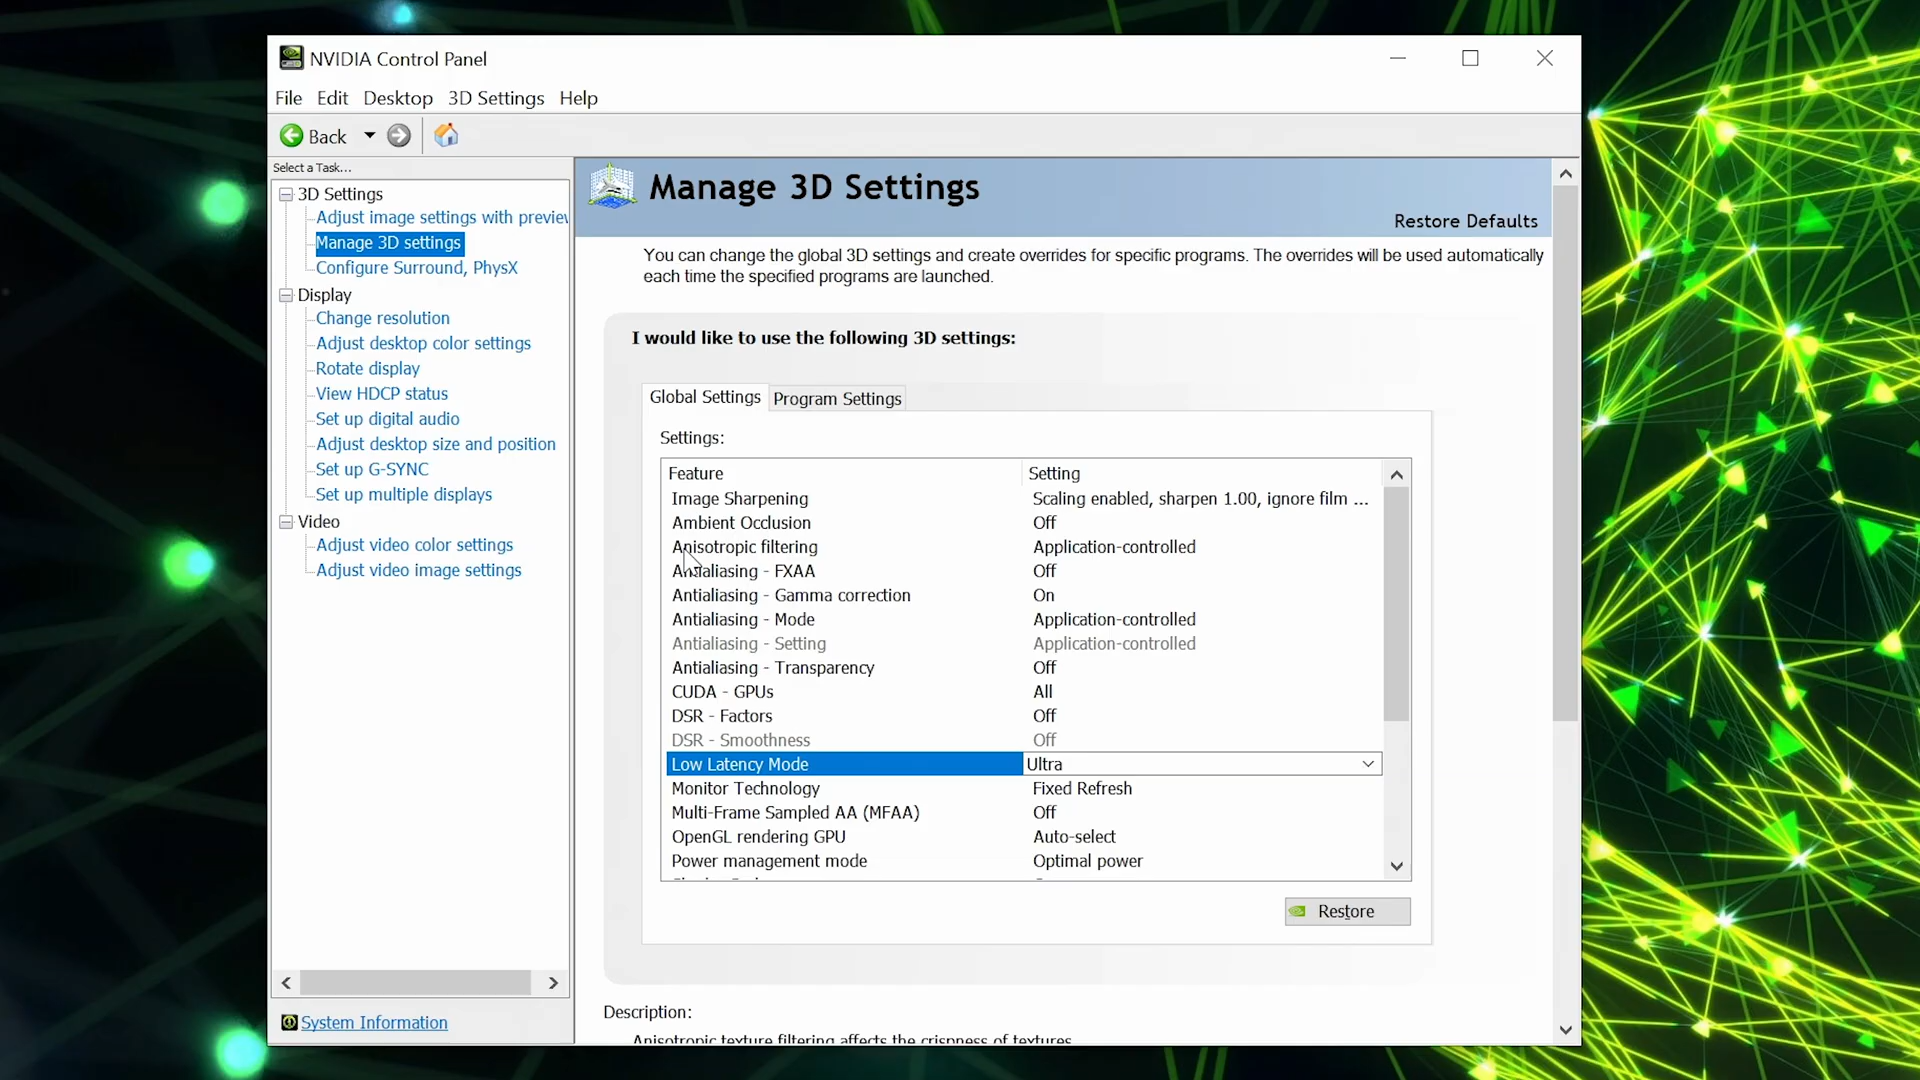 NVIDIA Control Panel
File Edit Desktop 3D Settings Help
Back
Select a Task...
3D Settings
Adjust image settings with preview
Manage 3D settings
Configure Surround, PhysX
Display
Change resolution
Adjust desktop color settings
Rotate display
View HDCP status
Set up digital audio
Adjust desktop size and position
Set up G-SYNC
Set up multiple displays
Video
Adjust video color settings
Adjust video image settings
System Information
Manage 3D Settings
Restore Defaults
You can change the global 3D settings and create overrides for specific programs. The overrides will be used automatically
each time the specified programs are launched.
I would like to use the following 3D settings:
Global Settings Program Settings
Settings:
Feature Setting
Image Sharpening Scaling enabled, sharpen 1.00, ignore film ...
Ambient Occlusion Off
Anisotropic filtering Application-controlled
Antialiasing - FXAA Off
Antialiasing - Gamma correction On
Antialiasing - Mode Application-controlled
Antialiasing - Setting Application-controlled
Antialiasing - Transparency Off
CUDA - GPUs All
DSR - Factors Off
DSR - Smoothness Off
Low Latency Mode Ultra
Monitor Technology Fixed Refresh
Multi-Frame Sampled AA (MFAA) Off
OpenGL rendering GPU Auto-select
Power management mode Optimal power
Restore
Description:
Anisotropic texture filtering affects the crispness of textures.